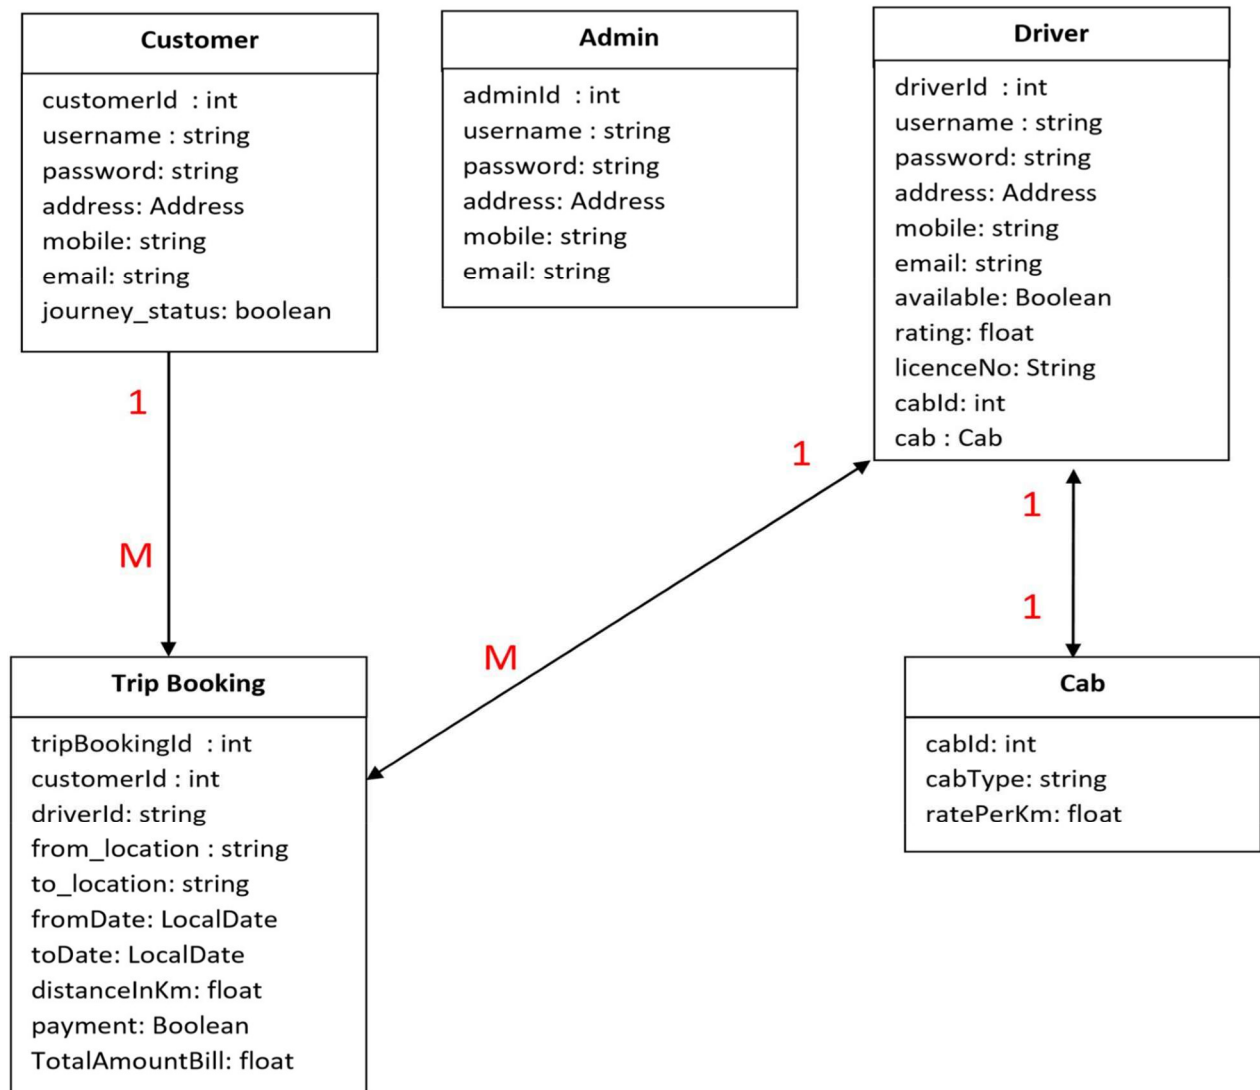 Customer
customerId : int
username : string
password: string
address: Address
mobile: string
email: string
journey_status: boolean
Admin
adminId : int
username : string
password: string
address: Address
mobile: string
email: string
Driver
driverId : int
username : string
password: string
address: Address
mobile: string
email: string
available: Boolean
rating: float
licenceNo: String
cabId: int
cab : Cab
1
M
1
M
1
1
Trip Booking
tripBookingId : int
customerId : int
driverId: string
from_location : string
to_location: string
fromDate: LocalDate
toDate: LocalDate
distanceInKm: float
payment: Boolean
TotalAmountBill: float
Cab
cabId: int
cabType: string
ratePerKm: float